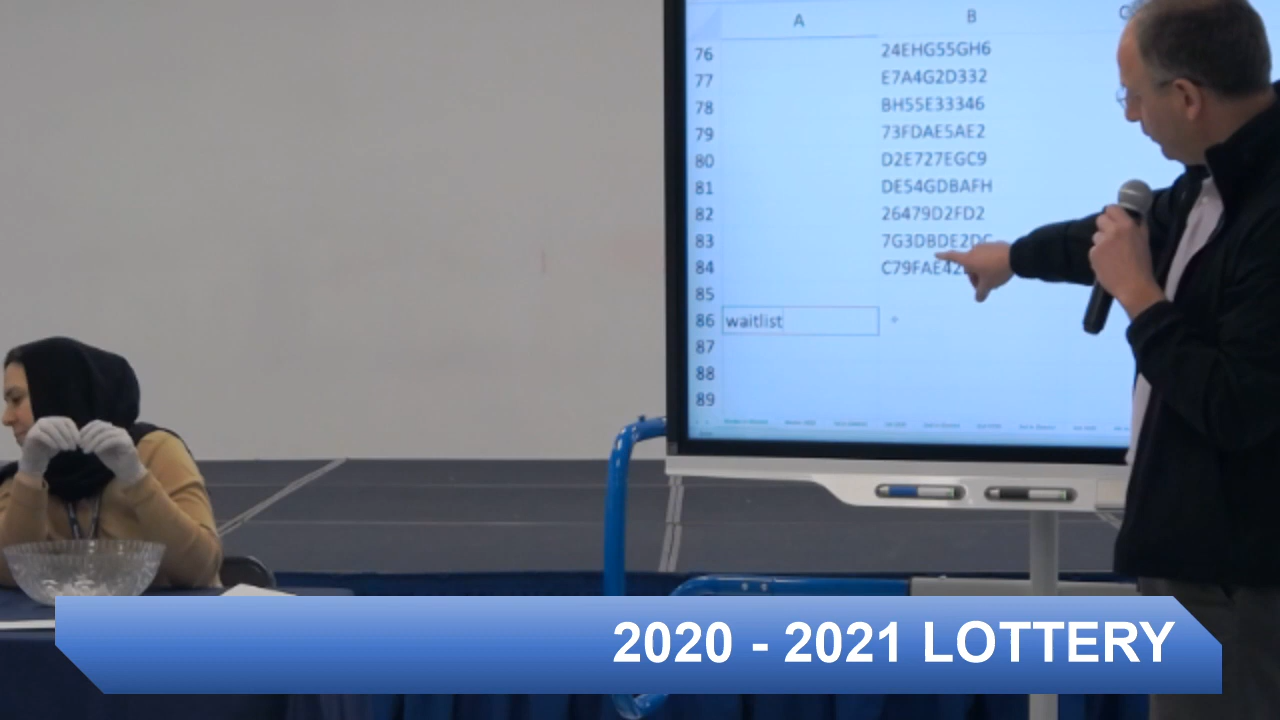 A B C
76 24EHG55GH6
77 E7A4G2D332
78 BH55E33346
79 73FDAE5AE2
80 D2E727EGC9
81 DE54GDBAFH
82 26479D2FD2
83 7G3DBDE2DC
84
85
86 waitlist
87
88
89
2020 - 2021 LOTTERY